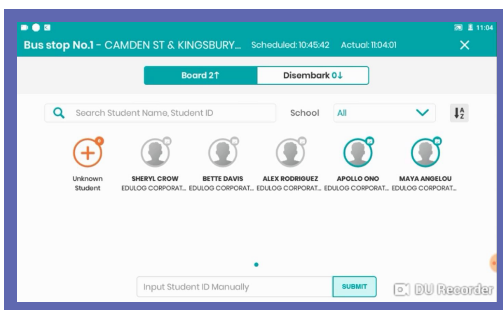 11:04
Bus stop No.1 - CAMDEN ST & KINGSBURY... Scheduled: 10:45:42 Actual: 11:04:01
Board 2↑ Disembark 0↓
Search Student Name, Student ID School All
Unknown Student
SHERYL CROW BETTE DAVIS ALEX RODRIGUEZ APOLLO ONO MAYA ANGELOU
EDULOG CORPORAT... EDULOG CORPORAT... EDULOG CORPORAT... EDULOG CORPORAT... EDULOG CORPORAT...
Input Student ID Manually SUBMIT
DU Recorder